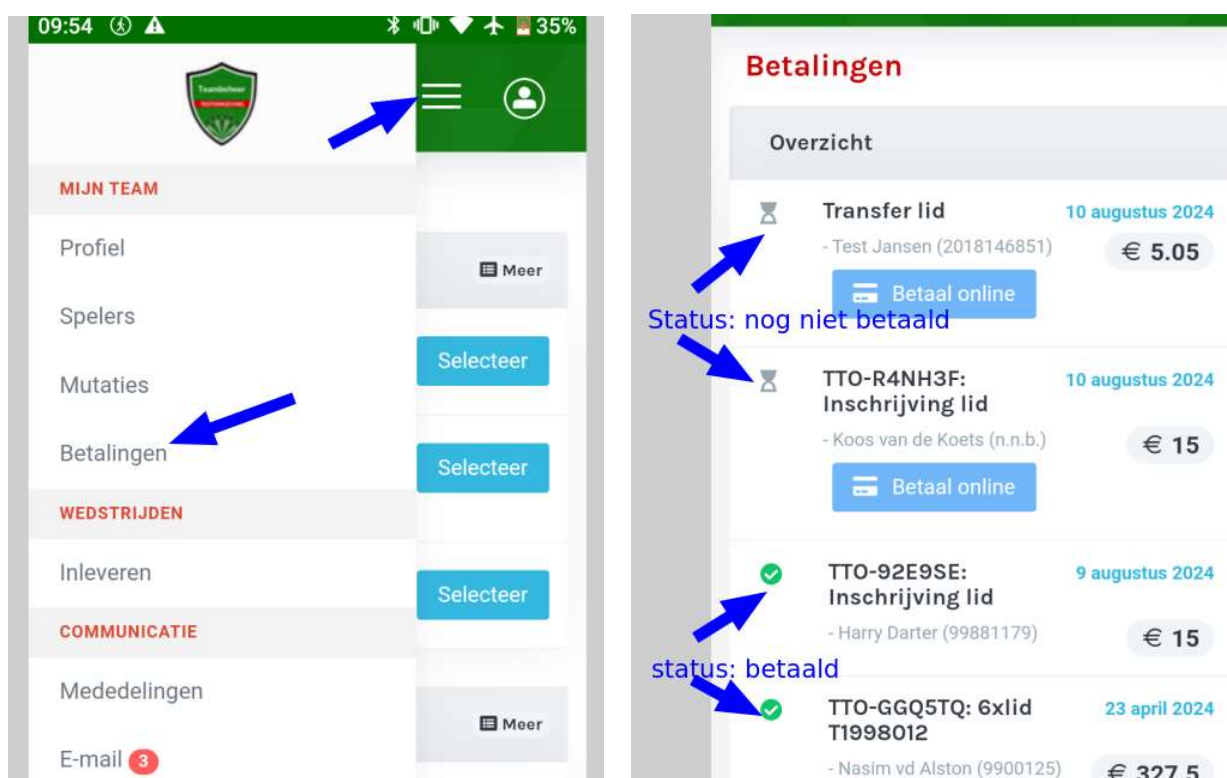 09:54
35%
Teambeheer
MIJN TEAM
Profiel
Meer
Spelers
Selecteer
Mutaties
Betalingen
Selecteer
WEDSTRIJDEN
Inleveren
Selecteer
COMMUNICATIE
Mededelingen
Meer
E-mail 3
Betalingen
Overzicht
Transfer lid 10 augustus 2024
- Test Jansen (2018146851) € 5.05
Betaal online
Status: nog niet betaald
TTO-R4NH3F: 10 augustus 2024
Inschrijving lid
- Koos van de Koets (n.n.b.) € 15
Betaal online
TTO-92E9SE: 9 augustus 2024
Inschrijving lid
- Harry Darter (99881179) € 15
status: betaald
TTO-GGQ5TQ: 6xlid 23 april 2024
T1998012
- Nasim vd Alston (9900125) € 327.5